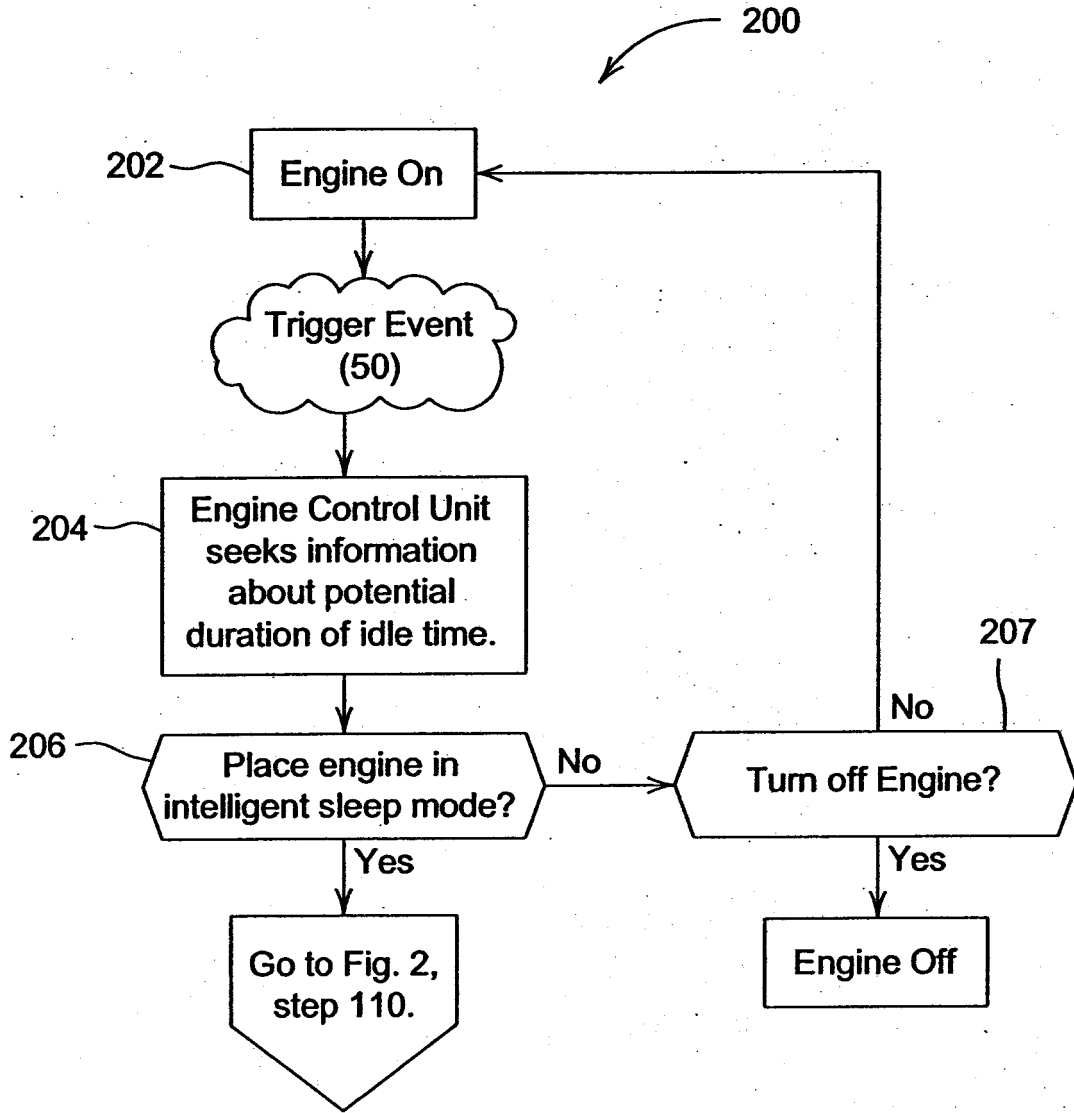 200
202
Engine On
Trigger Event
(50)
204
Engine Control Unit
seeks information
about potential
duration of idle time.
206
Place engine in
intelligent sleep mode?
No
207
No
Turn off Engine?
Yes
Yes
Go to Fig. 2,
step 110.
Engine Off